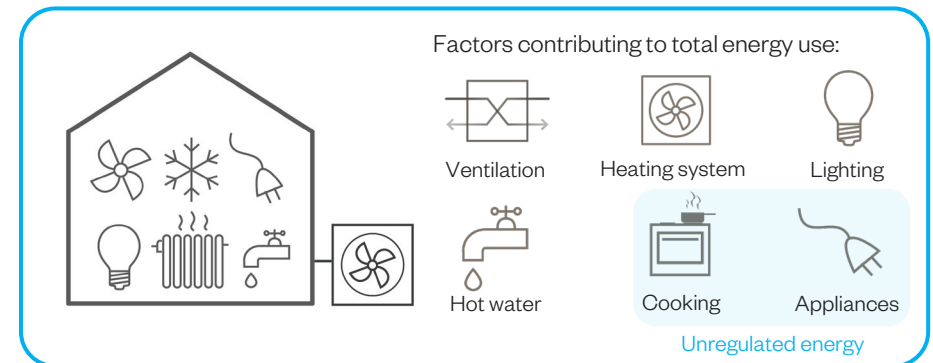 Factors contributing to total energy use:
Ventilation
Heating system
Lighting
Hot water
Cooking
Appliances
Unregulated energy